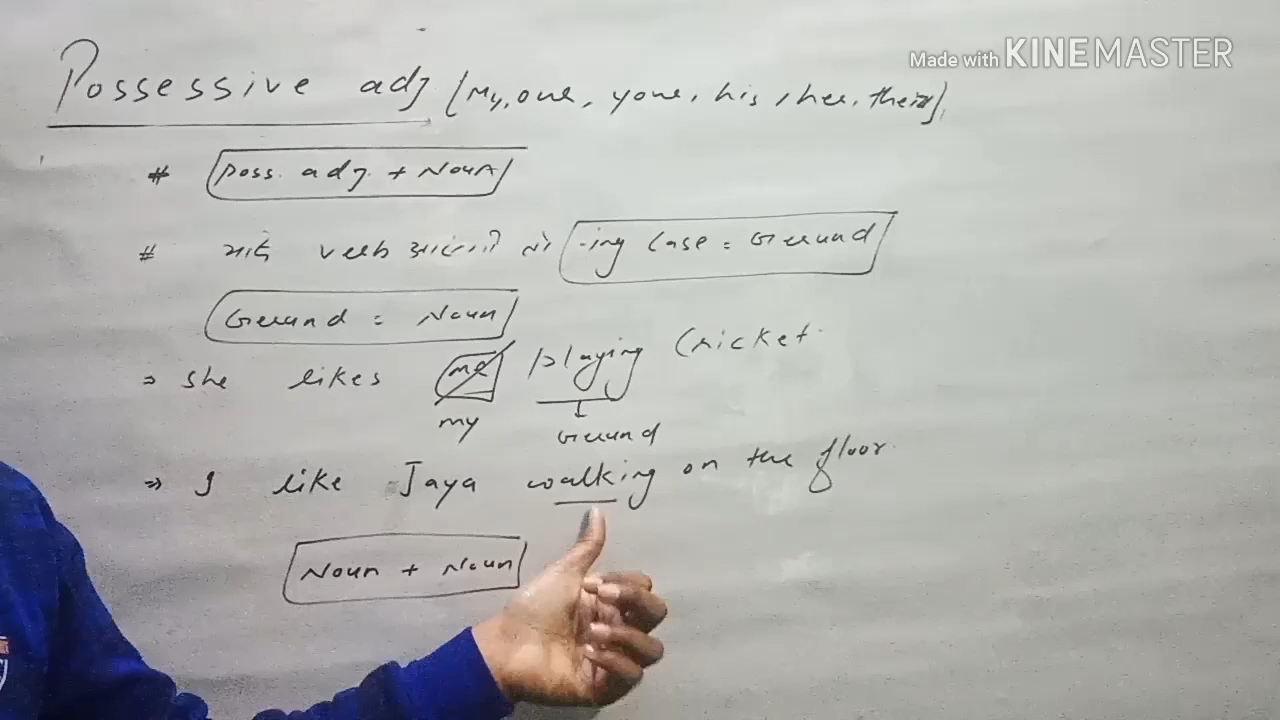 Made with KINEMASTER
Possessive adj (My, our, your, his, her, their),
# Poss. adj. + Noun
# यदि verb -ing case = Gerund
Gerund = Noun
⇒ She likes me playing Cricket.
my Gerund
⇒ I like Jaya walking on the floor.
Noun + Noun